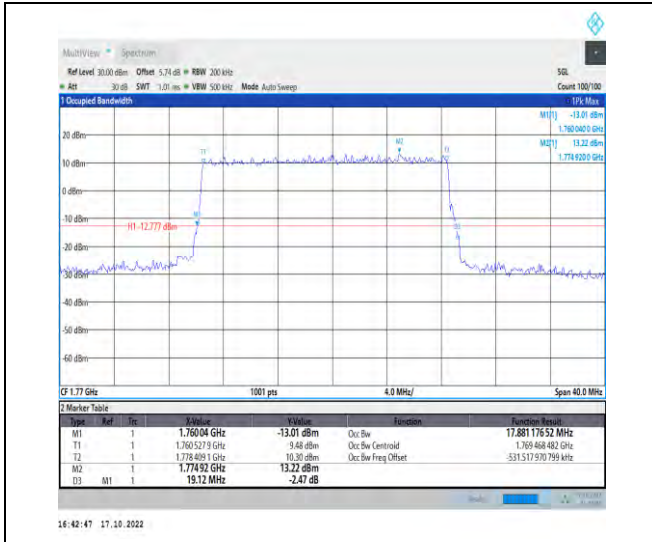 MultiView Spectrum
Ref Level 30.00 dBm Offset 5.74 dB RBW 200 kHz SGL
Att 30 dB SWT 1.01 ms VBW 500 kHz Mode Auto Sweep Count 100/100
1 Occupied Bandwidth 1Pk Max
M1[1] -13.01 dBm
1.760 040 0 GHz
M2[1] 13.22 dBm
1.774 920 0 GHz
20 dBm
M2
T1 T2
10 dBm
0 dBm
-10 dBm
M1
H1 -12.777 dBm
D3
-20 dBm
-30 dBm
-40 dBm
-50 dBm
-60 dBm
CF 1.77 GHz 1001 pts 4.0 MHz/ Span 40.0 MHz
2 Marker Table
Type Ref Trc X-Value Y-Value Function Function Result
M1 1 1.76004 GHz -13.01 dBm Occ Bw 17.881 176 52 MHz
T1 1 1.760 527 9 GHz 9.48 dBm Occ Bw Centroid 1.769 468 482 GHz
T2 1 1.778 409 1 GHz 10.30 dBm Occ Bw Freq Offset -531.517 970 799 kHz
M2 1 1.774 92 GHz 13.22 dBm
D3 M1 1 19.12 MHz -2.47 dB
16:42:47 17.10.2022